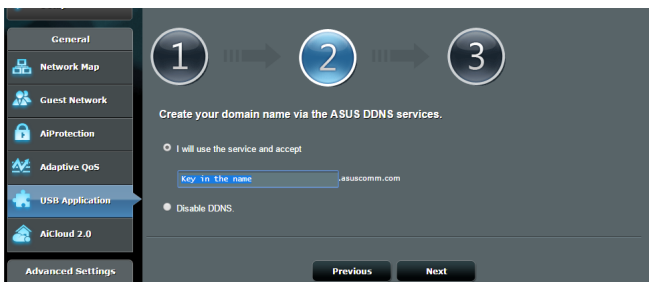 General
Network Map
Guest Network
AiProtection
Adaptive QoS
USB Application
AiCloud 2.0
Advanced Settings
1
2
3
Create your domain name via the ASUS DDNS services.
I will use the service and accept
Key in the name .asuscomm.com
Disable DDNS.
Previous Next